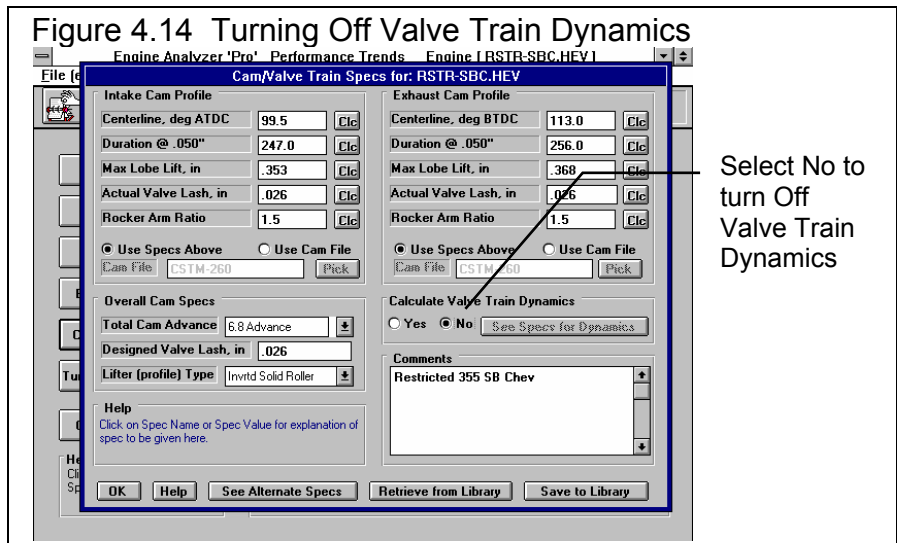 Figure 4.14 Turning Off Valve Train Dynamics
Engine Analyzer 'Pro' Performance Trends Engine [ RSTR-SBC.HEV ]
File (e
Cam/Valve Train Specs for: RSTR-SBC.HEV
Intake Cam Profile
Centerline, deg ATDC 99.5 Clc
Duration @ .050" 247.0 Clc
Max Lobe Lift, in .353 Clc
Actual Valve Lash, in .026 Clc
Rocker Arm Ratio 1.5 Clc
Use Specs Above Use Cam File
Cam File CSTM-260 Pick
Exhaust Cam Profile
Centerline, deg BTDC 113.0 Clc
Duration @ .050" 256.0 Clc
Max Lobe Lift, in .368 Clc
Actual Valve Lash, in .026 Clc
Rocker Arm Ratio 1.5 Clc
Use Specs Above Use Cam File
Cam File CSTM-260 Pick
Overall Cam Specs
Total Cam Advance 6.8 Advance
Designed Valve Lash, in .026
Lifter (profile) Type Invrtd Solid Roller
Calculate Valve Train Dynamics
Yes No See Specs for Dynamics
Comments
Restricted 355 SB Chev
Help
Click on Spec Name or Spec Value for explanation of
spec to be given here.
OK Help See Alternate Specs Retrieve from Library Save to Library
Tu
He
Cli
Sp
Select No to
turn Off
Valve Train
Dynamics